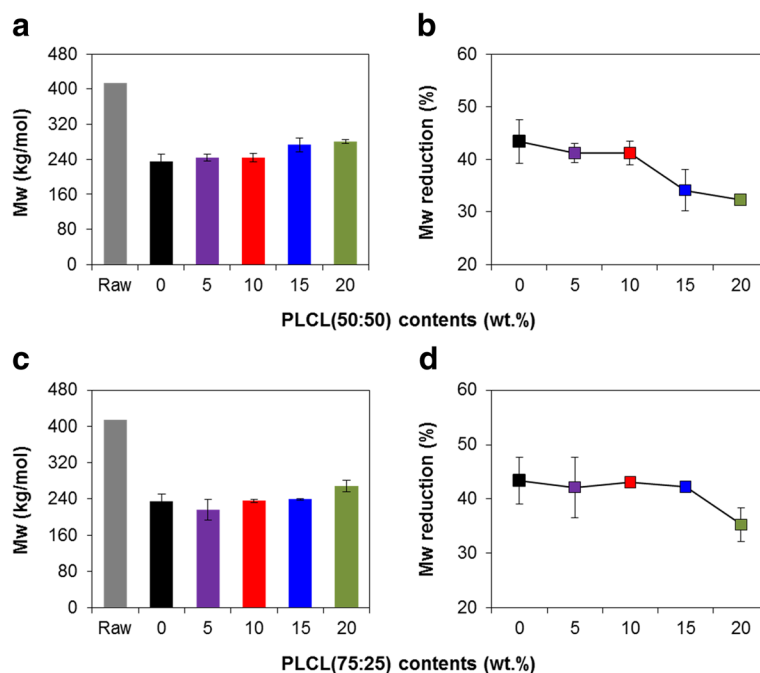 a
Mw (kg/mol)
480
400
320
240
160
80
0
Raw 0 5 10 15 20
b
Mw reduction (%)
60
50
40
30
20
0 5 10 15 20
PLCL(50:50) contents (wt.%)
c
Mw (kg/mol)
480
400
320
240
160
80
0
Raw 0 5 10 15 20
d
Mw reduction (%)
60
50
40
30
20
0 5 10 15 20
PLCL(75:25) contents (wt.%)